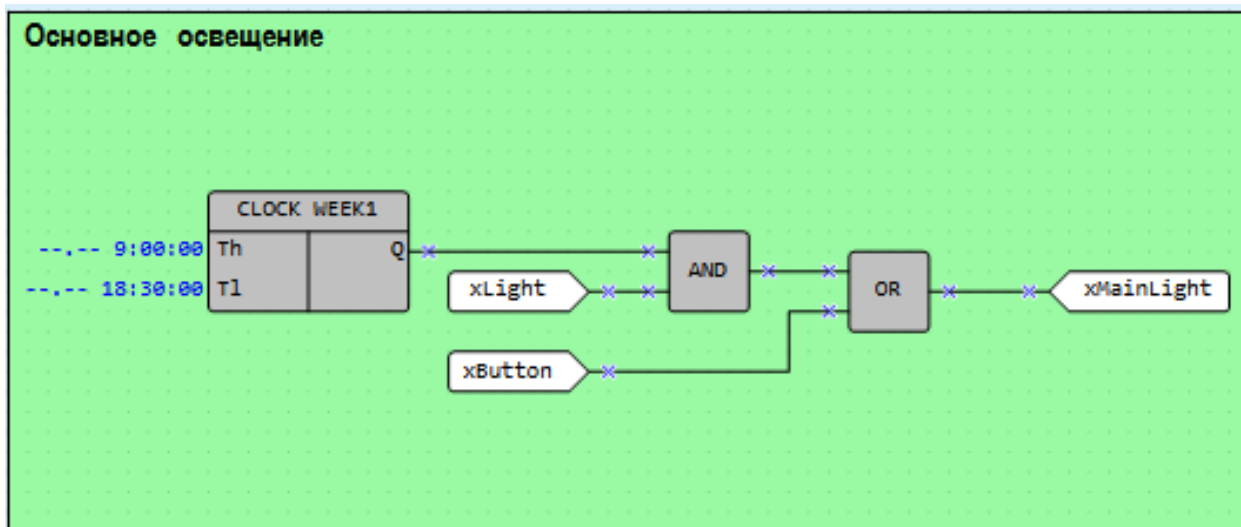 Основное освещение
CLOCK WEEK1
--.-- 9:00:00 Th Q
--.-- 18:30:00 Tl
xLight
AND
OR
xMainLight
xButton